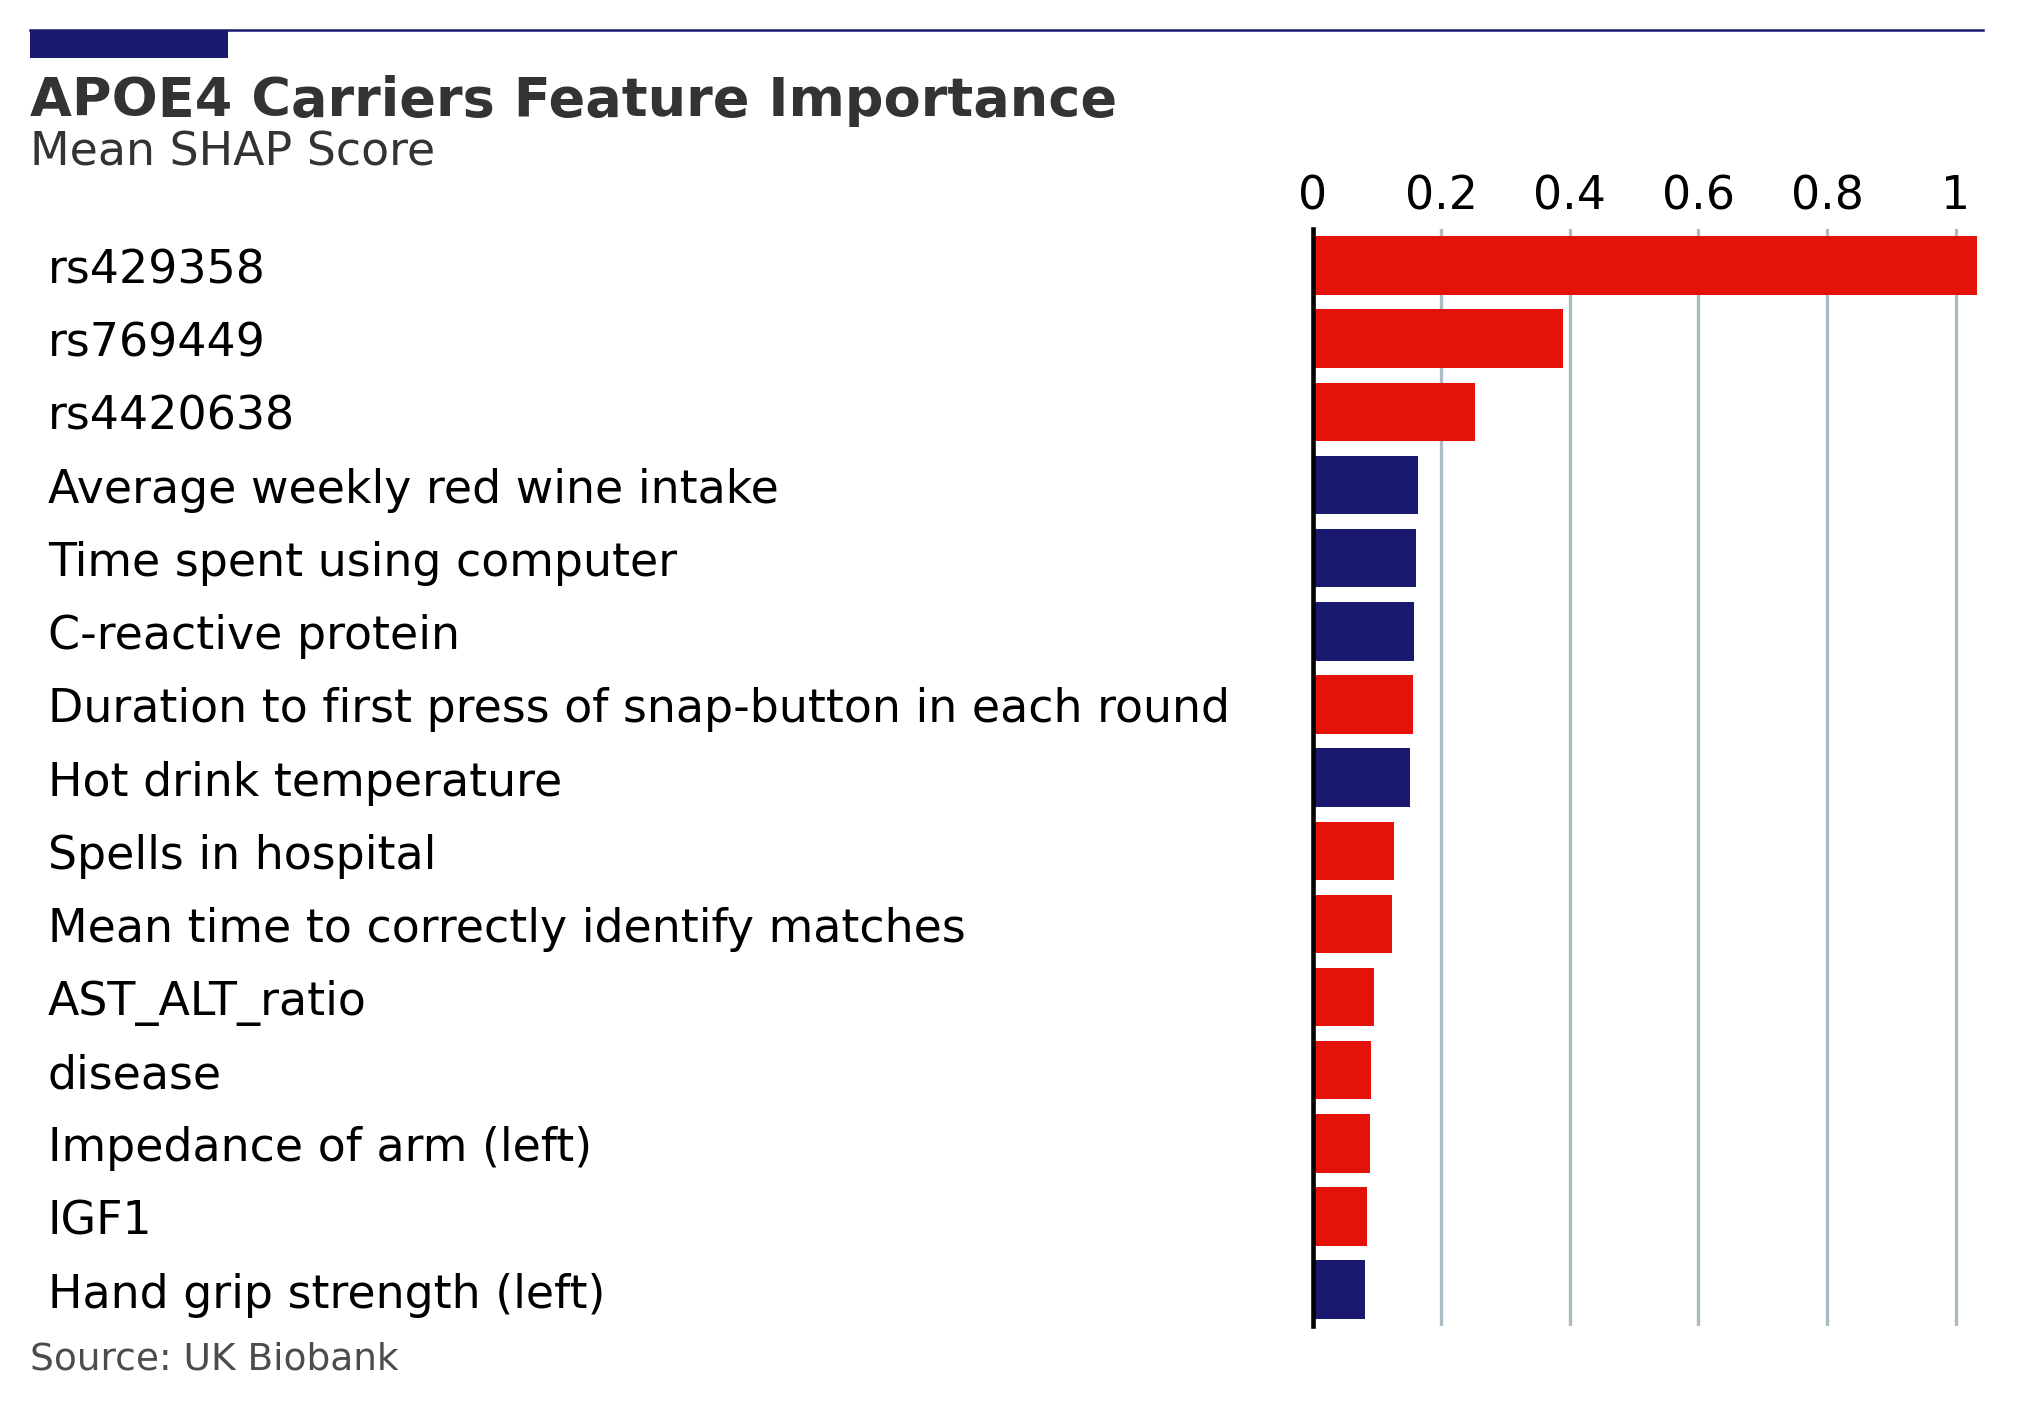 APOE4 Carriers Feature Importance
Mean SHAP Score
0 0.2 0.4 0.6 0.8 1
rs429358
rs769449
rs4420638
Average weekly red wine intake
Time spent using computer
C-reactive protein
Duration to first press of snap-button in each round
Hot drink temperature
Spells in hospital
Mean time to correctly identify matches
AST_ALT_ratio
disease
Impedance of arm (left)
IGF1
Hand grip strength (left)
Source: UK Biobank